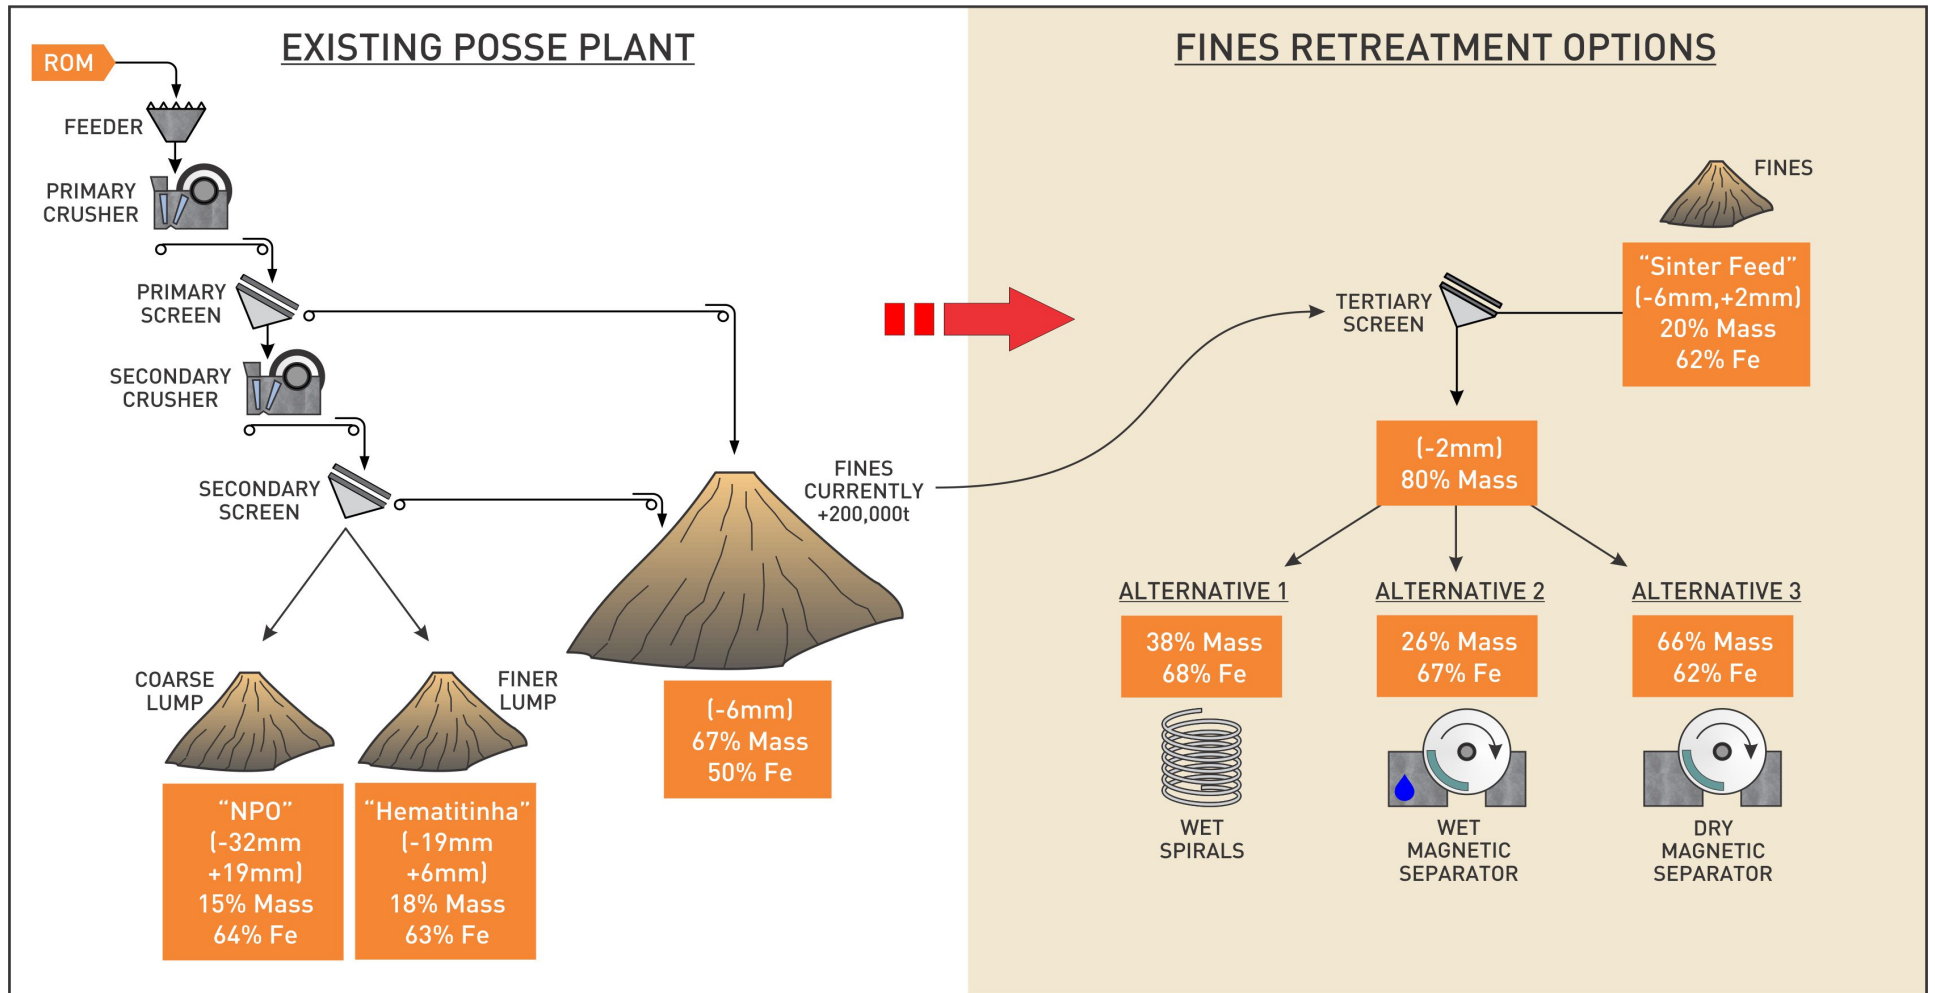 EXISTING POSSE PLANT
ROM
FEEDER
PRIMARY
CRUSHER
PRIMARY
SCREEN
SECONDARY
CRUSHER
SECONDARY
SCREEN
FINES
CURRENTLY
+200,000t
COARSE
LUMP
FINER
LUMP
(-6mm)
67% Mass
50% Fe
“NPO”
(-32mm
+19mm)
15% Mass
64% Fe
“Hematitinha”
(-19mm
+6mm)
18% Mass
63% Fe
FINES RETREATMENT OPTIONS
FINES
“Sinter Feed”
(-6mm,+2mm)
20% Mass
62% Fe
TERTIARY
SCREEN
(-2mm)
80% Mass
ALTERNATIVE 1
38% Mass
68% Fe
WET
SPIRALS
ALTERNATIVE 2
26% Mass
67% Fe
WET
MAGNETIC
SEPARATOR
ALTERNATIVE 3
66% Mass
62% Fe
DRY
MAGNETIC
SEPARATOR